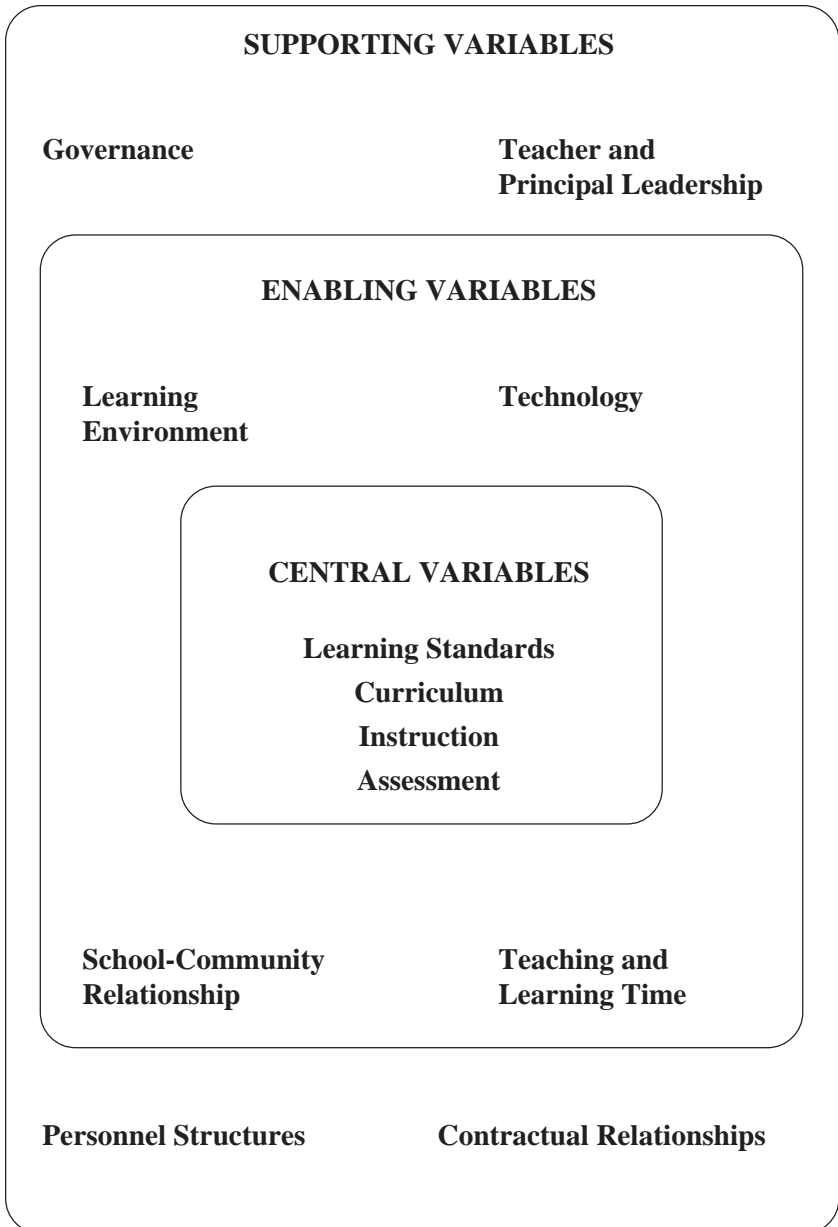 SUPPORTING VARIABLES
Governance
Teacher and
Principal Leadership
ENABLING VARIABLES
Learning
Environment
Technology
CENTRAL VARIABLES
Learning Standards
Curriculum
Instruction
Assessment
School-Community
Relationship
Teaching and
Learning Time
Personnel Structures
Contractual Relationships